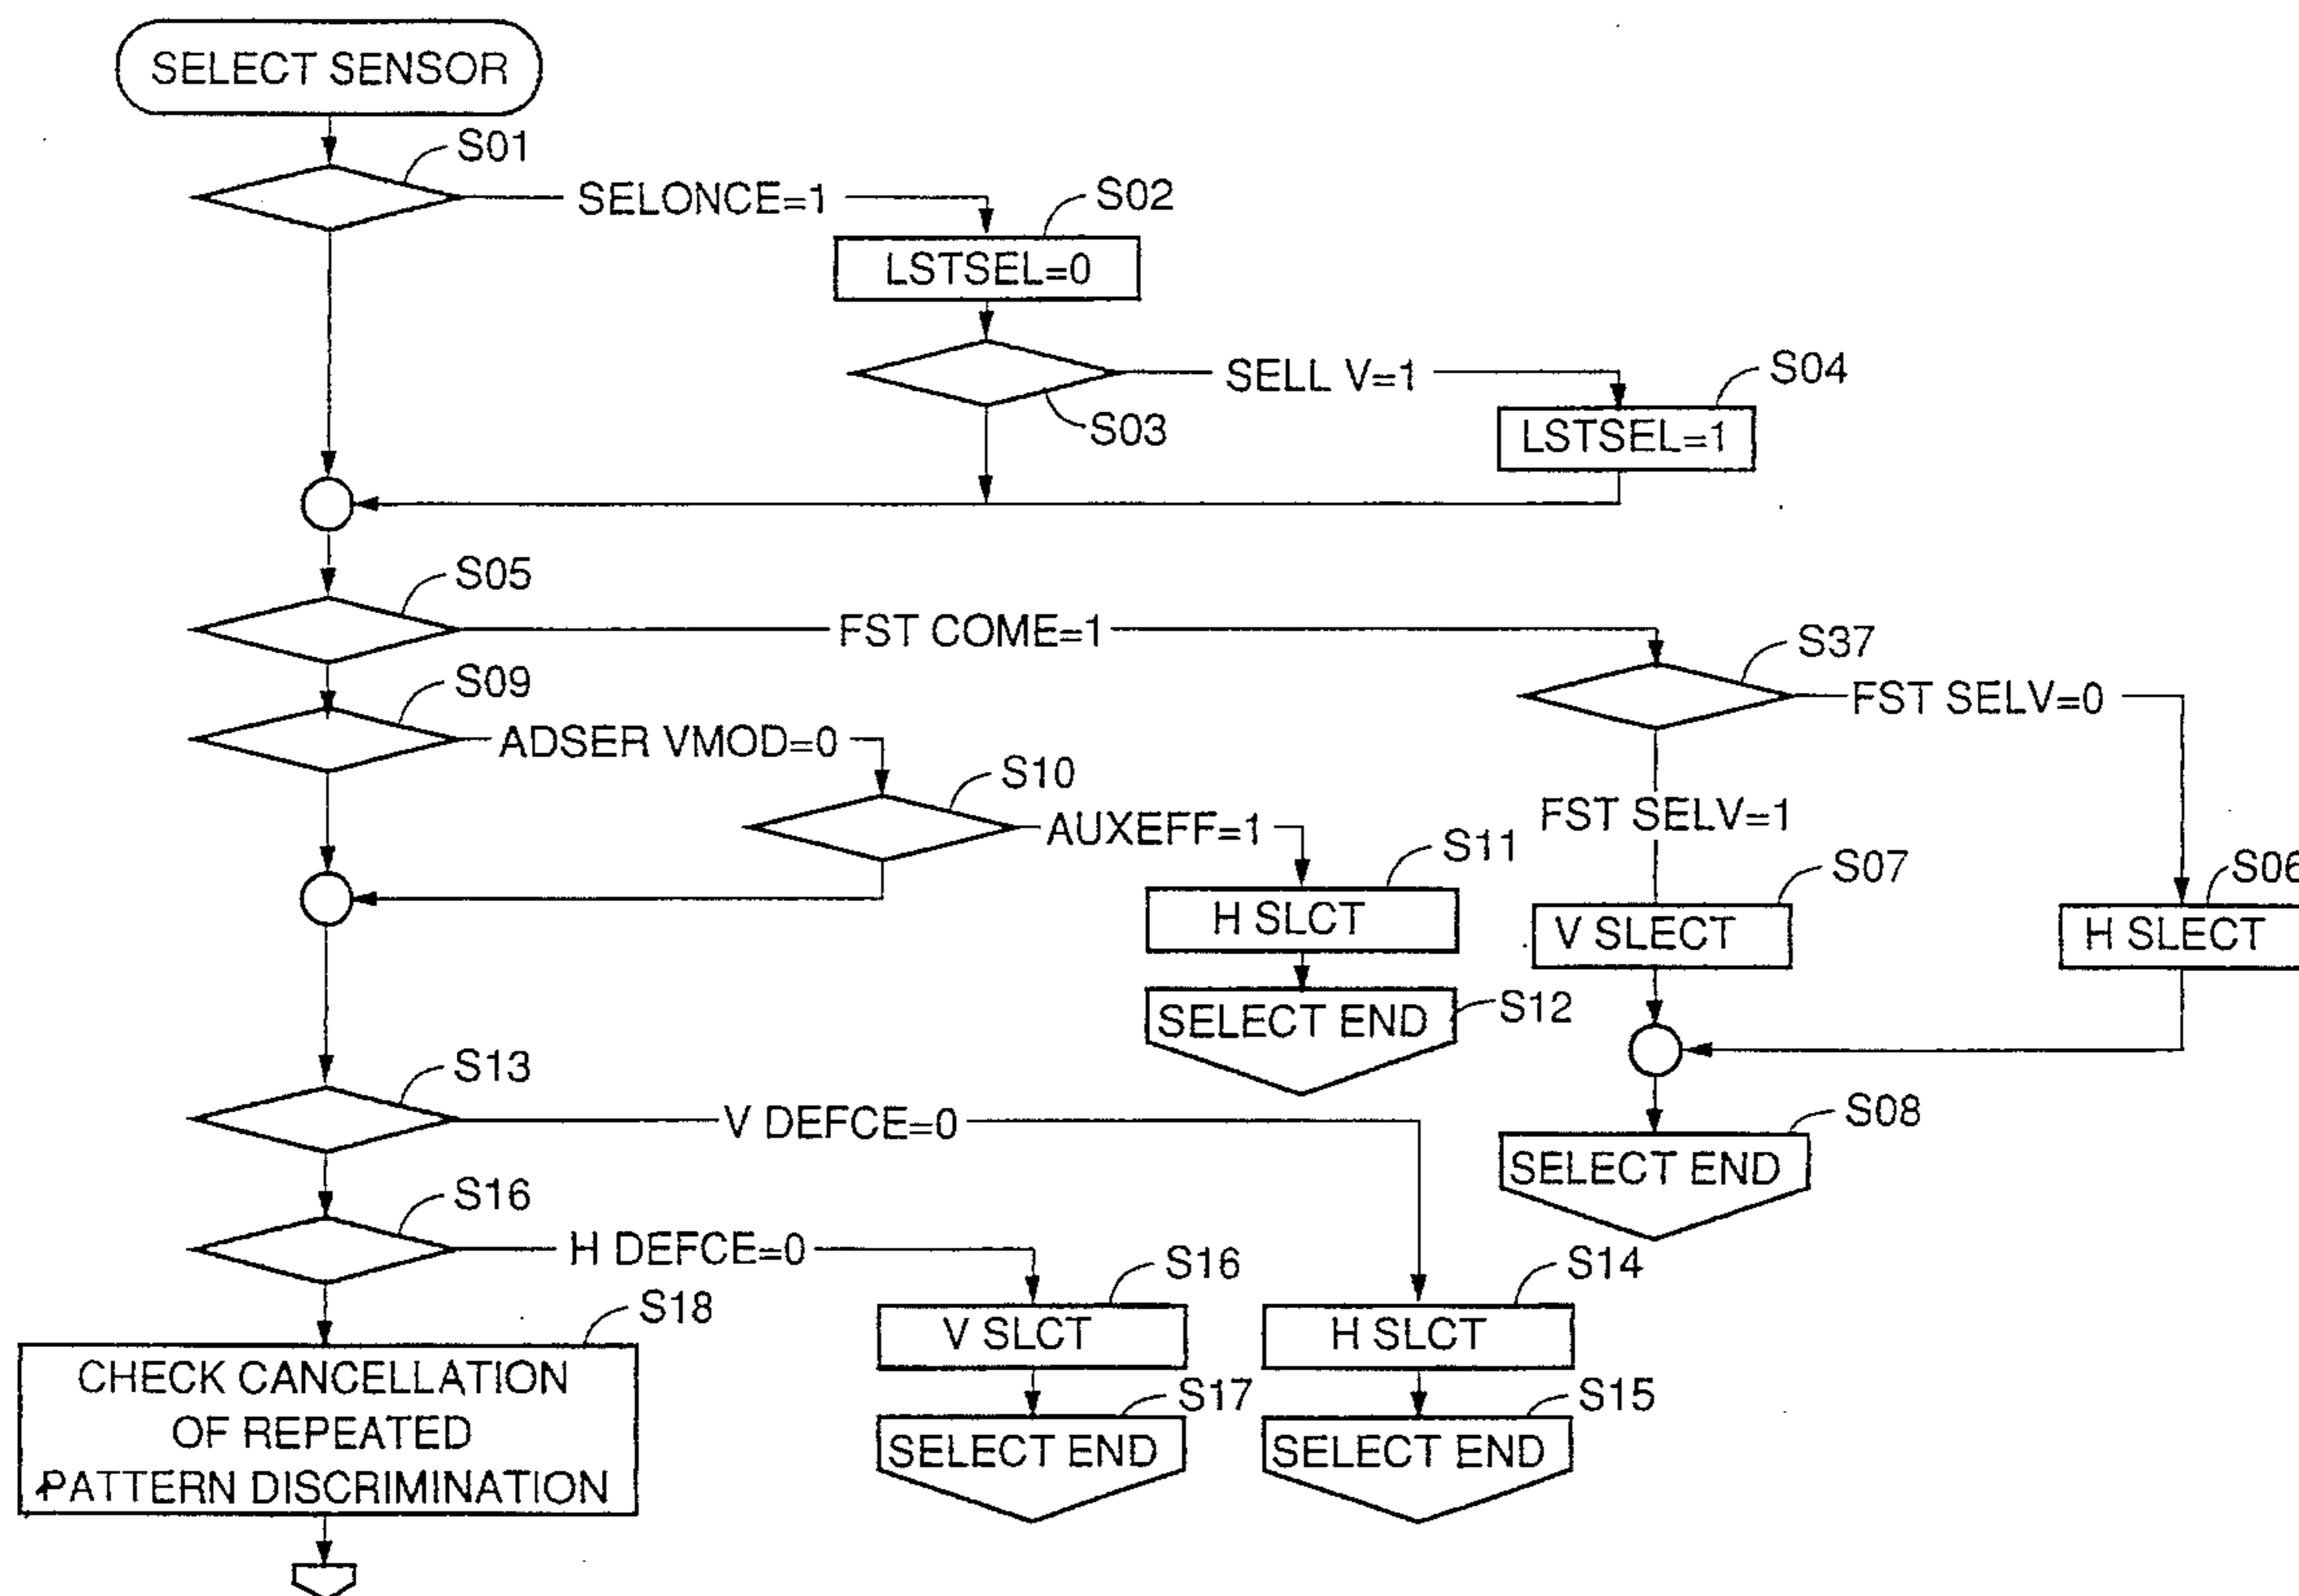 SELECT SENSOR
S01
SELONCE=1
S02
LSTSEL=0
SELL V=1
S04
S03
LSTSEL=1
S05
FST COME=1
S37
S09
FST SELV=0
ADSER VMOD=0
S10
AUXEFF=1
FST SELV=1
S11
S07
S06
H SLCT
V SLECT
H SLECT
SELECT END
S12
S13
V DEFCE=0
S08
SELECT END
S16
H DEFCE=0
S16
S14
S18
V SLCT
H SLCT
CHECK CANCELLATION
OF REPEATED
PATTERN DISCRIMINATION
S17
S15
SELECT END
SELECT END